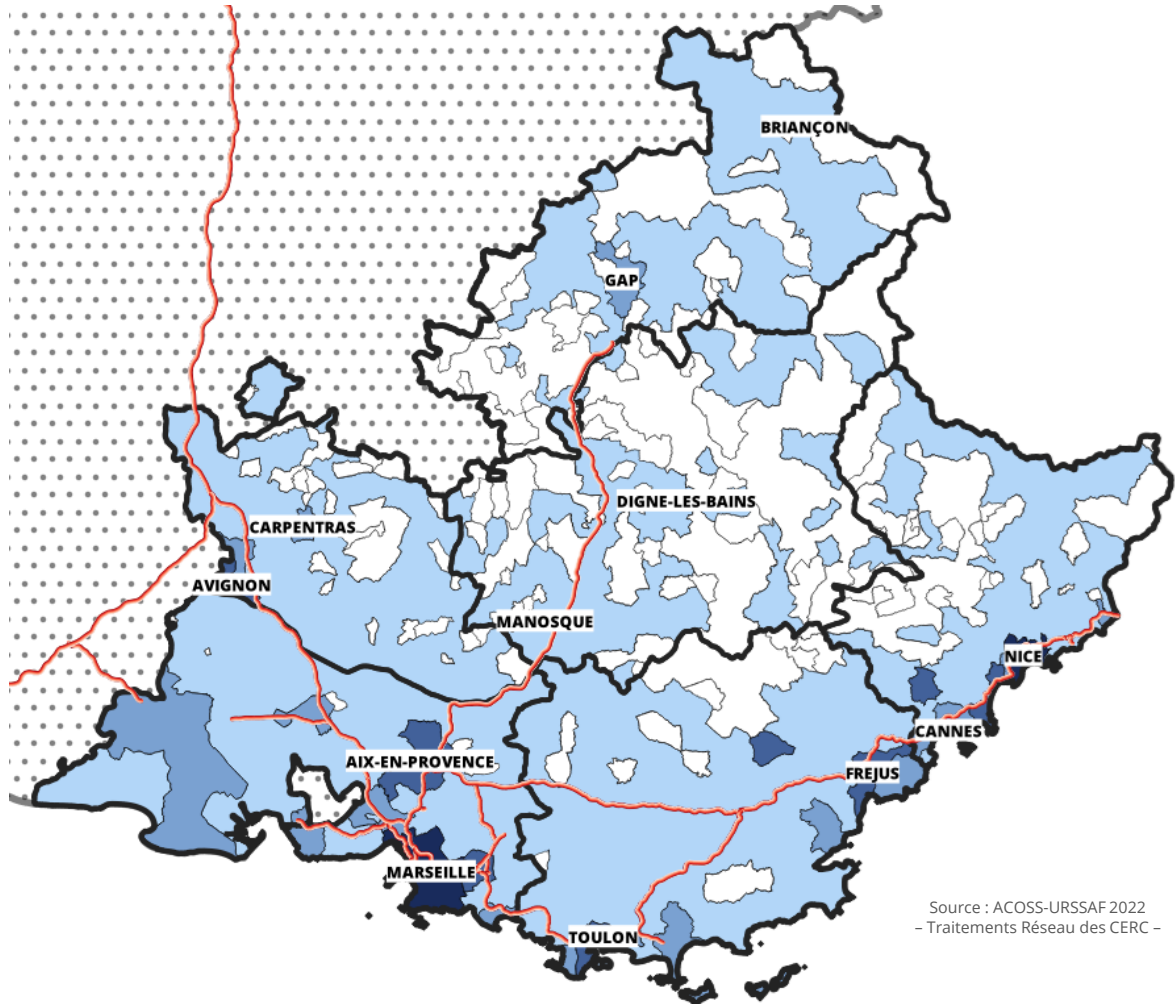 BRIANÇON
GAP
DIGNE-LES-BAINS
CARPENTRAS
AVIGNON
MANOSQUE
NICE
CANNES
AIX-EN-PROVENCE
FREJUS
MARSEILLE
TOULON
Source : ACOSS-URSSAF 2022
– Traitements Réseau des CERC –